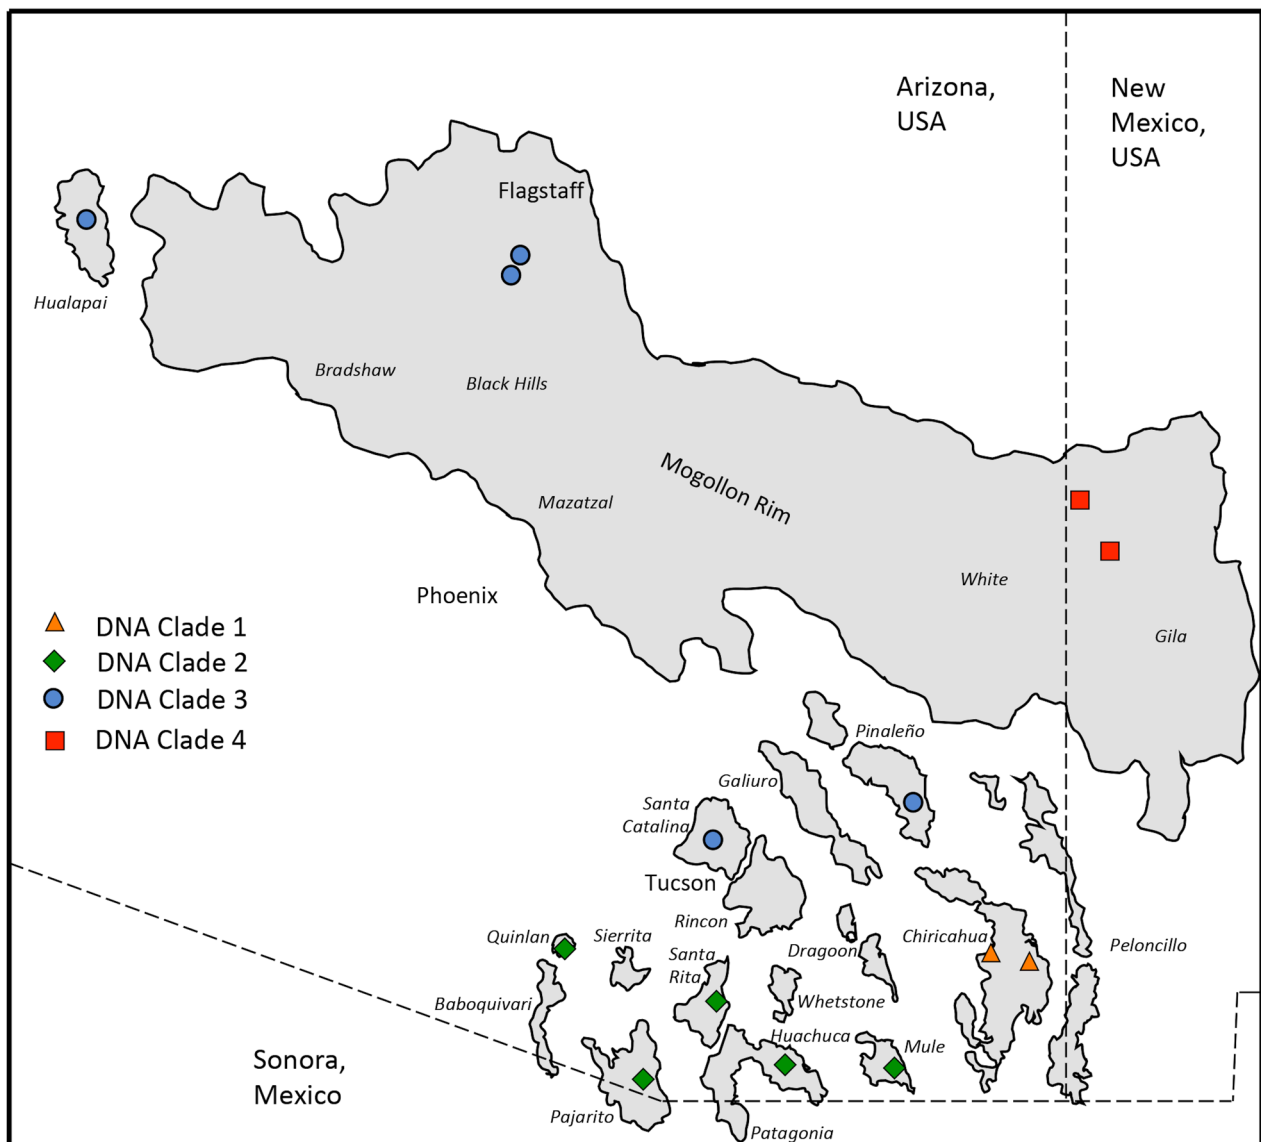 Arizona,
USA
New
Mexico,
USA
Flagstaff
Hualapai
Bradshaw
Black Hills
Mogollon Rim
Mazatzal
White
Phoenix
Gila
DNA Clade 1
DNA Clade 2
DNA Clade 3
DNA Clade 4
Pinaleño
Galiuro
Santa
Catalina
Tucson
Rincon
Quinlan
Sierrita
Santa
Rita
Dragoon
Chiricahua
Peloncillo
Baboquivari
Whetstone
Huachuca
Mule
Sonora,
Mexico
Pajarito
Patagonia